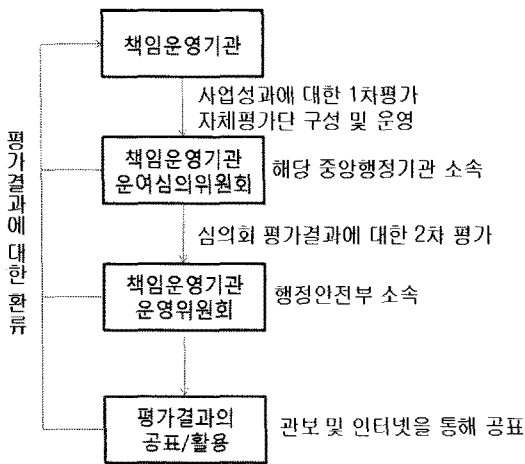 책임운영기관
사업성과에 대한 1차평가
자체평가단 구성 및 운영
책임운영기관
운여심의위원회
해당 중앙행정기관 소속
심의회 평가결과에 대한 2차 평가
책임운영기관
운영위원회
행정안전부 소속
평가결과의
공표/활용
관보 및 인터넷을 통해 공표
평가결과에 대한 환류